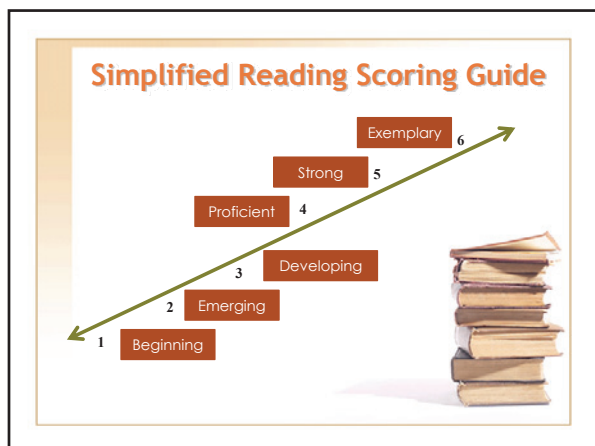 Simplified Reading Scoring Guide
Exemplary
6
Strong
5
Proficient
4
3
Developing
2
Emerging
1
Beginning